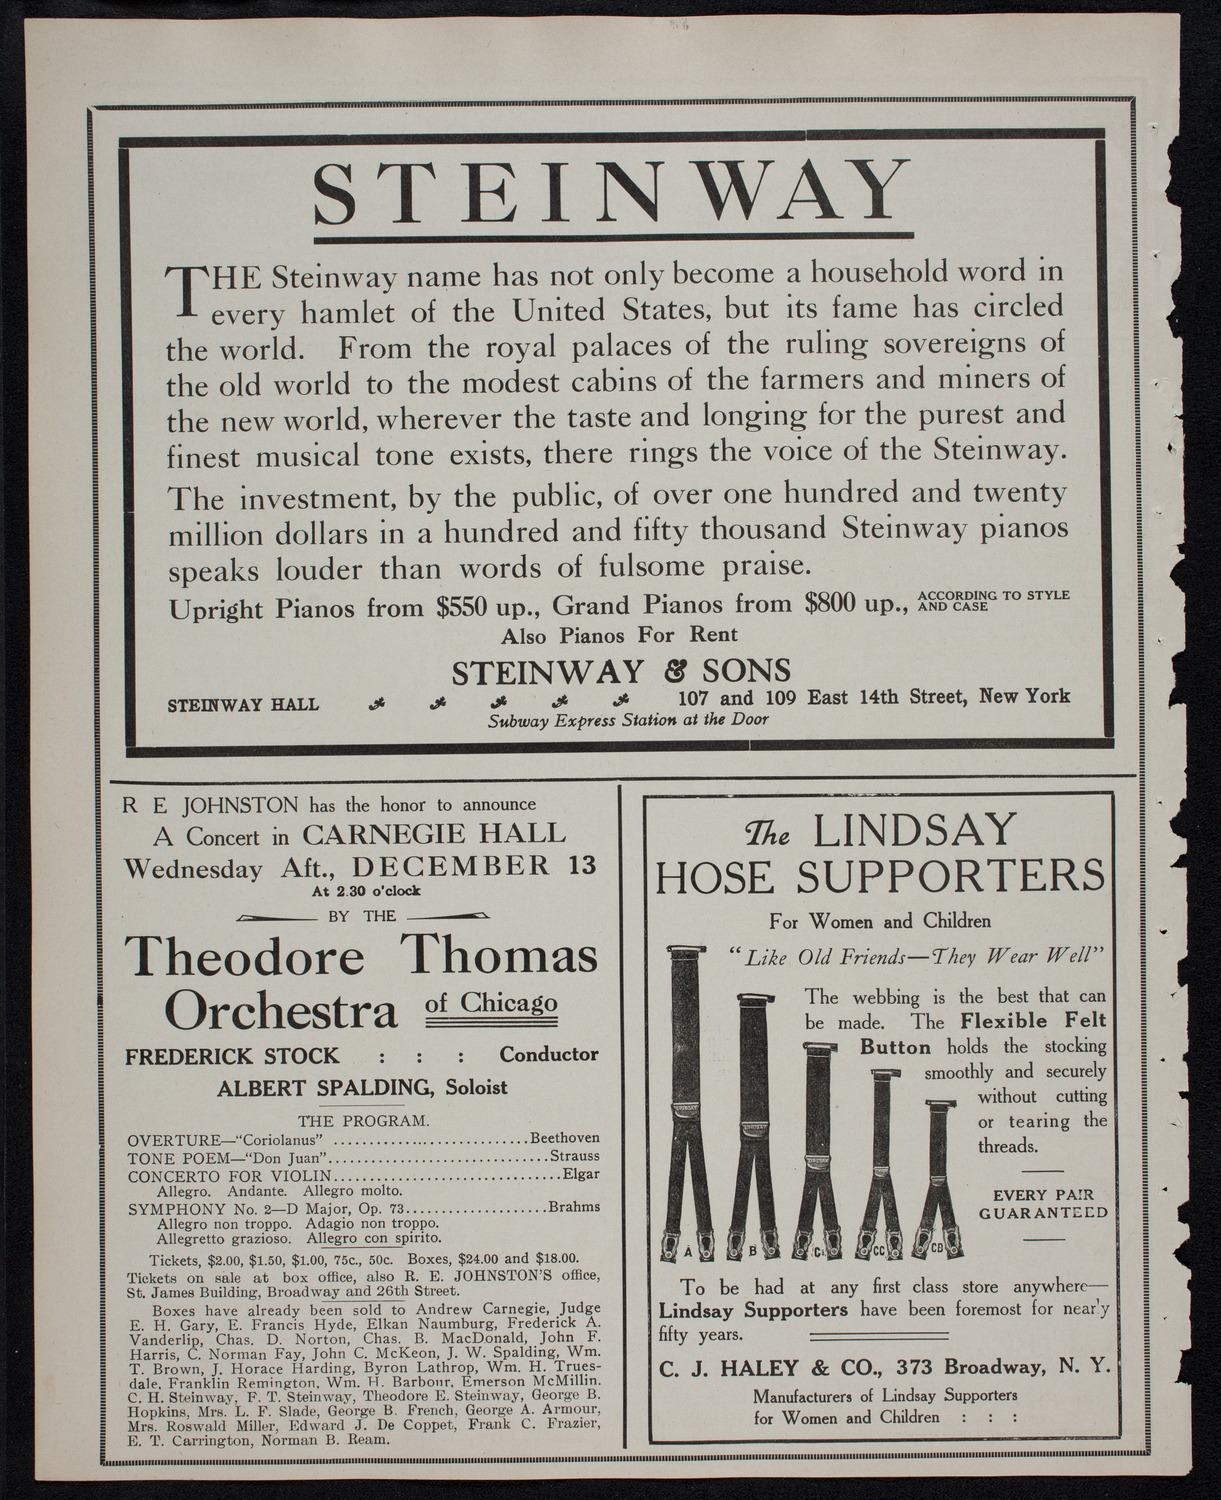 STEINWAY
THE Steinway name has not only become a household word in
every hamlet of the United States, but its fame has circled
the world. From the royal palaces of the ruling sovereigns of
the old world to the modest cabins of the farmers and miners of
the new world, wherever the taste and longing for the purest and
finest musical tone exists, there rings the voice of the Steinway.
The investment, by the public, of over one hundred and twenty
million dollars in a hundred and fifty thousand Steinway pianos
speaks louder than words of fulsome praise.
Upright Pianos from $550 up., Grand Pianos from $800 up., ACCORDING TO STYLE
AND CASE
Also Pianos For Rent
STEINWAY & SONS
STEINWAY HALL 107 and 109 East 14th Street, New York
Subway Express Station at the Door
R E JOHNSTON has the honor to announce
A Concert in CARNEGIE HALL
Wednesday Aft., DECEMBER 13
At 2.30 o'clock
BY THE
Theodore Thomas
Orchestra of Chicago
FREDERICK STOCK : : : Conductor
ALBERT SPALDING, Soloist
THE PROGRAM.
OVERTURE—"Coriolanus" ............................Beethoven
TONE POEM—"Don Juan"................................Strauss
CONCERTO FOR VIOLIN.................................Elgar
Allegro. Andante. Allegro molto.
SYMPHONY No. 2—D Major, Op. 73....................Brahms
Allegro non troppo. Adagio non troppo.
Allegretto grazioso. Allegro con spirito.
Tickets, $2.00, $1.50, $1.00, 75c., 50c. Boxes, $24.00 and $18.00.
Tickets on sale at box office, also R. E. JOHNSTON'S office,
St. James Building, Broadway and 26th Street.
Boxes have already been sold to Andrew Carnegie, Judge
E. H. Gary, E. Francis Hyde, Elkan Naumburg, Frederick A.
Vanderlip, Chas. D. Norton, Chas. B. MacDonald, John F.
Harris, C. Norman Fay, John C. McKeon, J. W. Spalding, Wm.
T. Brown, J. Horace Harding, Byron Lathrop, Wm. H. Trues-
dale, Franklin Remington, Wm. H. Barbour, Emerson McMillin.
C. H. Steinway, F. T. Steinway, Theodore E. Steinway, George B.
Hopkins, Mrs. L. F. Slade, George B. French, George A. Armour,
Mrs. Roswald Miller, Edward J. De Coppet, Frank C. Frazier,
E. T. Carrington, Norman B. Ream.
The LINDSAY
HOSE SUPPORTERS
For Women and Children
"Like Old Friends—They Wear Well"
The webbing is the best that can
be made. The Flexible Felt
Button holds the stocking
smoothly and securely
without cutting
or tearing the
threads.
EVERY PAIR
GUARANTEED
A B C CC CB
To be had at any first class store anywhere—
Lindsay Supporters have been foremost for near'y
fifty years.
C. J. HALEY & CO., 373 Broadway, N. Y.
Manufacturers of Lindsay Supporters
for Women and Children : : :